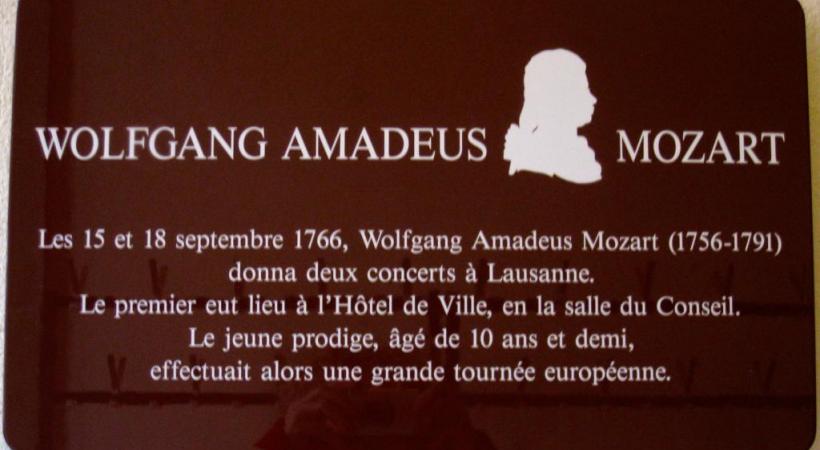 WOLFGANG AMADEUS MOZART
Les 15 et 18 septembre 1766, Wolfgang Amadeus Mozart (1756-1791)
donna deux concerts à Lausanne.
Le premier eut lieu à l'Hôtel de Ville, en la salle du Conseil.
Le jeune prodige, âgé de 10 ans et demi,
effectuait alors une grande tournée européenne.